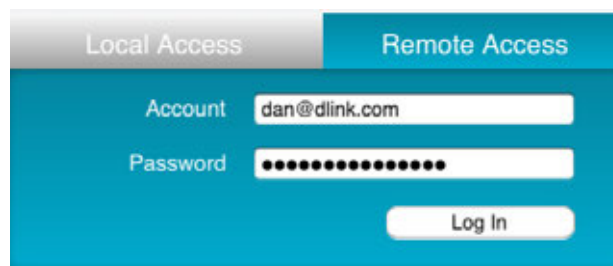 Local Access
Remote Access
Account dan@dlink.com
Password ●●●●●●●●●●●●●●●
Log In